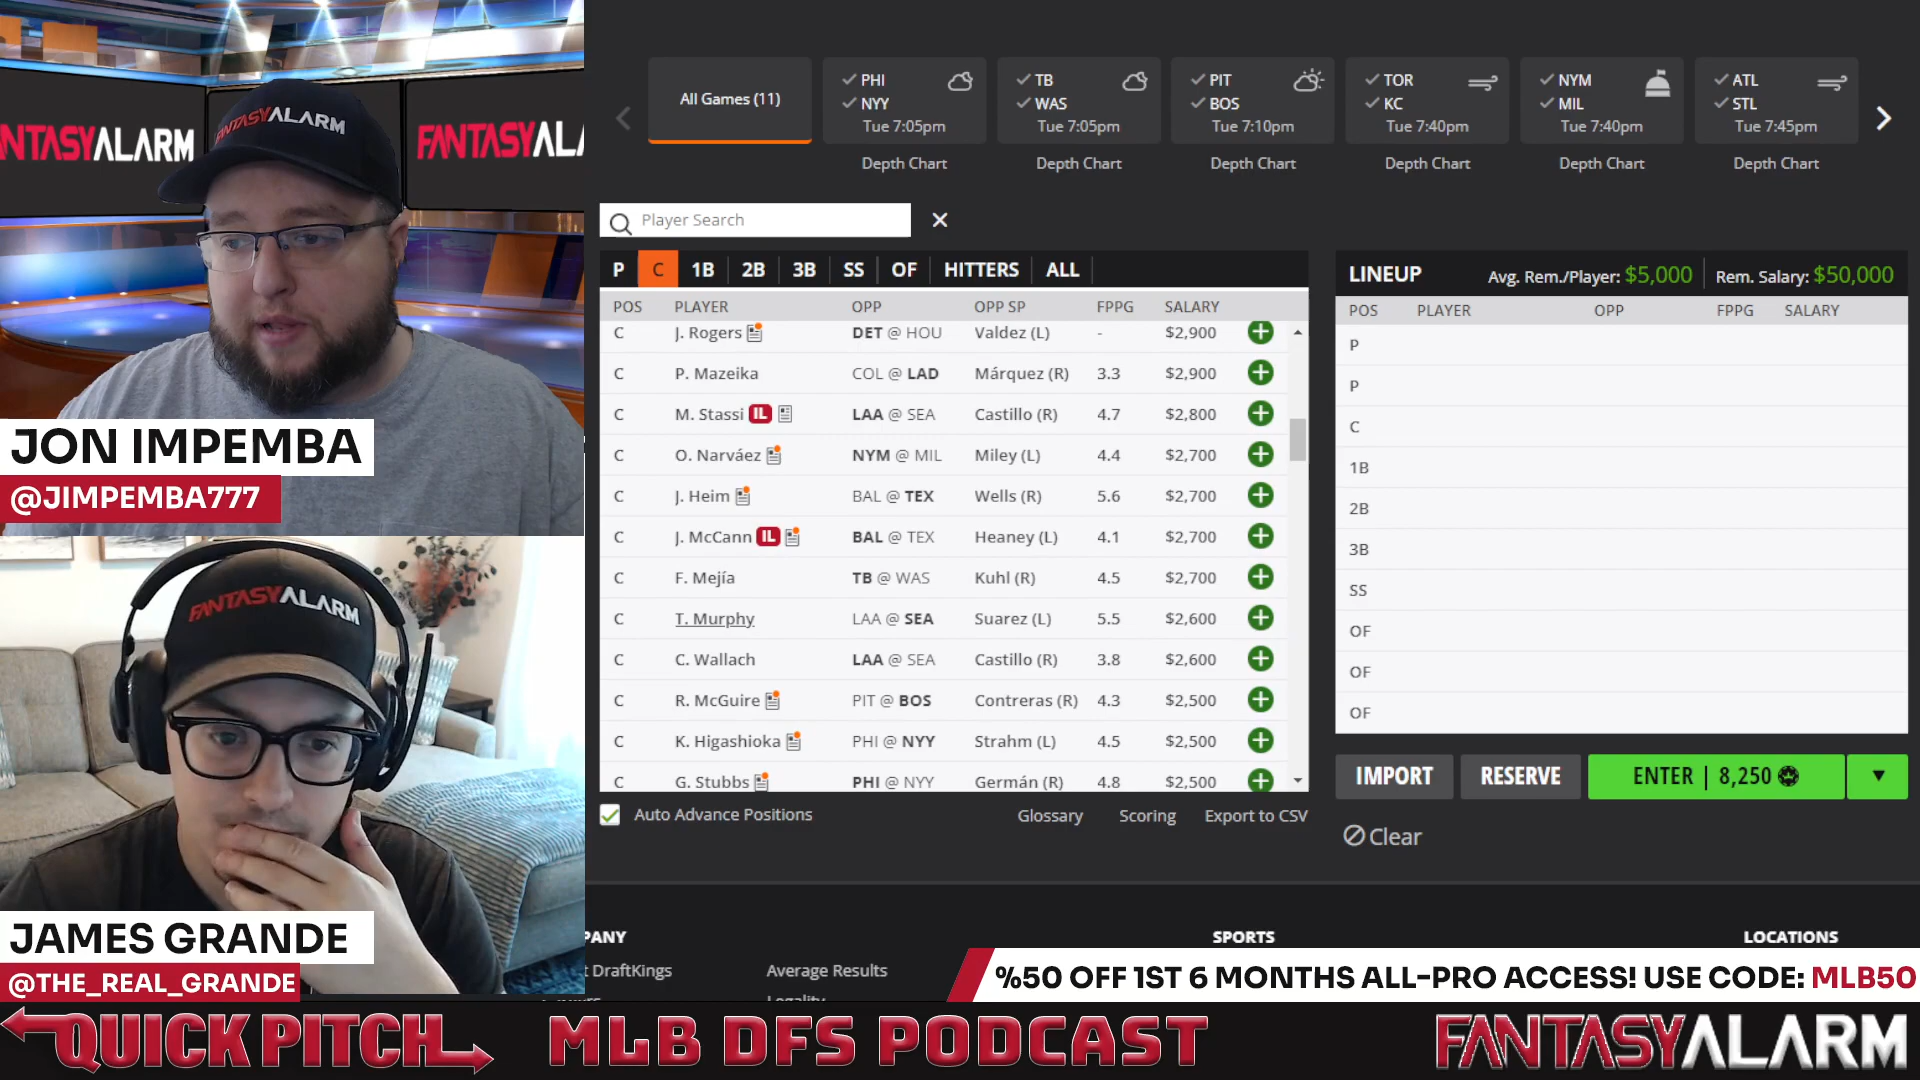 FANTASYALARM
FANTASYAL
FANTASYALARM
JON IMPEMBA
@JIMPEMBA777
FANTASYALARM
JAMES GRANDE
@THE_REAL_GRANDE
All Games (11)
PHI
NYY
Tue 7:05pm
Depth Chart
TB
WAS
Tue 7:05pm
Depth Chart
PIT
BOS
Tue 7:10pm
Depth Chart
TOR
KC
Tue 7:40pm
Depth Chart
NYM
MIL
Tue 7:40pm
Depth Chart
ATL
STL
Tue 7:45pm
Depth Chart
Player Search
P C 1B 2B 3B SS OF HITTERS ALL
POS PLAYER OPP OPP SP FPPG SALARY
C J. Rogers DET @ HOU Valdez (L) - $2,900
C P. Mazeika COL @ LAD Márquez (R) 3.3 $2,900
C M. Stassi IL LAA @ SEA Castillo (R) 4.7 $2,800
C O. Narváez NYM @ MIL Miley (L) 4.4 $2,700
C J. Heim BAL @ TEX Wells (R) 5.6 $2,700
C J. McCann IL BAL @ TEX Heaney (L) 4.1 $2,700
C F. Mejía TB @ WAS Kuhl (R) 4.5 $2,700
C T. Murphy LAA @ SEA Suarez (L) 5.5 $2,600
C C. Wallach LAA @ SEA Castillo (R) 3.8 $2,600
C R. McGuire PIT @ BOS Contreras (R) 4.3 $2,500
C K. Higashioka PHI @ NYY Strahm (L) 4.5 $2,500
C G. Stubbs PHI @ NYY Germán (R) 4.8 $2,500
Auto Advance Positions Glossary Scoring Export to CSV
LINEUP Avg. Rem./Player: $5,000 Rem. Salary: $50,000
POS PLAYER OPP FPPG SALARY
P
P
C
1B
2B
3B
SS
OF
OF
OF
IMPORT RESERVE ENTER | 8,250
Clear
PANY SPORTS LOCATIONS
t DraftKings Average Results
%50 OFF 1ST 6 MONTHS ALL-PRO ACCESS! USE CODE: MLB50
QUICK PITCH MLB DFS PODCAST FANTASYALARM